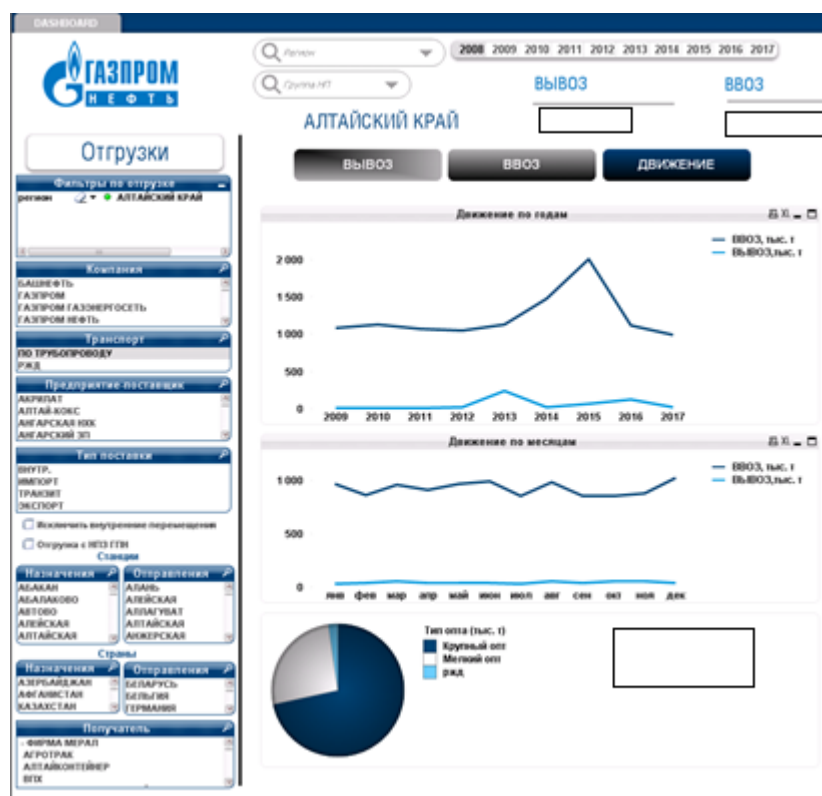 DASHBOARD
ГАЗПРОМ
НЕФТЬ
Регион
2008 2009 2010 2011 2012 2013 2014 2015 2016 2017
Группа НП
ВЫВОЗ
ВВОЗ
АЛТАЙСКИЙ КРАЙ
ВЫВОЗ
ВВОЗ
ДВИЖЕНИЕ
Отгрузки
Фильтры по отгрузке
регион АЛТАЙСКИЙ КРАЙ
Компания
БАШНЕФТЬ
ГАЗПРОМ
ГАЗПРОМ ГАЗЭНЕРГОСЕТЬ
ГАЗПРОМ НЕФТЬ
Транспорт
ПО ТРУБОПРОВОДУ
РЖД
Предприятие-поставщик
АКРИЛАТ
АЛТАЙ-КОКС
АНГАРСКАЯ НХК
АНГАРСКИЙ ЗП
Тип поставки
ВНУТР.
ИМПОРТ
ТРАНЗИТ
ЭКСПОРТ
Исключить внутренние перемещения
Отгрузка с НПЗ ГПН
Станции
Назначения
АБАКАН
АБАЛАКОВО
АВТОВО
АЛЕЙСКАЯ
АЛТАЙСКАЯ
Отправления
АЛАНЬ
АЛЕЙСКАЯ
АЛЛАГУВАТ
АЛТАЙСКАЯ
АНЖЕРСКАЯ
Страны
Назначения
АЗЕРБАЙДЖАН
АФГАНИСТАН
КАЗАХСТАН
Отправления
БЕЛАРУСЬ
БЕЛЬГИЯ
ГЕРМАНИЯ
Получатель
- ФИРМА МЕРАЛ
АГРОТРАК
АЛТАЙКОНТЕЙНЕР
ВПХ
Движение по годам
XL
ВВОЗ, тыс. т
ВЫВОЗ,тыс. т
2 000
1 500
1 000
500
0
2009 2010 2011 2012 2013 2014 2015 2016 2017
Движение по месяцам
XL
ВВОЗ, тыс. т
ВЫВОЗ,тыс. т
1 000
500
0
янв фев мар апр май июн июл авг сен окт ноя дек
Тип опта (тыс. т)
Крупный опт
Мелкий опт
ржд